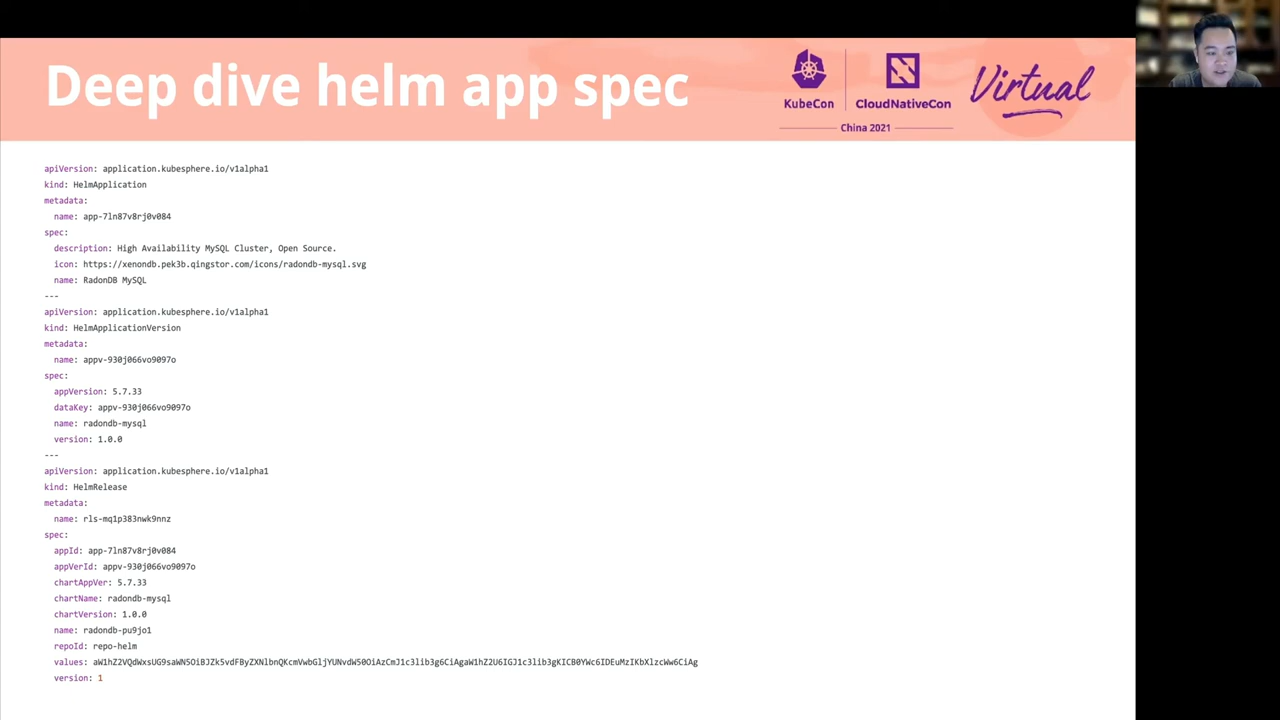 Deep dive helm app spec
KubeCon
CloudNativeCon
China 2021
Virtual
apiVersion: application.kubesphere.io/v1alpha1
kind: HelmApplication
metadata:
name: app-7ln87v8rj0v084
spec:
description: High Availability MySQL Cluster, Open Source.
icon: https://xenondb.pek3b.qingstor.com/icons/radondb-mysql.svg
name: RadonDB MySQL
---
apiVersion: application.kubesphere.io/v1alpha1
kind: HelmApplicationVersion
metadata:
name: appv-930j066vo9097o
spec:
appVersion: 5.7.33
dataKey: appv-930j066vo9097o
name: radondb-mysql
version: 1.0.0
---
apiVersion: application.kubesphere.io/v1alpha1
kind: HelmRelease
metadata:
name: rls-mq1p383nwk9nnz
spec:
appId: app-7ln87v8rj0v084
appVerId: appv-930j066vo9097o
chartAppVer: 5.7.33
chartName: radondb-mysql
chartVersion: 1.0.0
name: radondb-pu9jo1
repoId: repo-helm
values: aW1hZ2VQdWxsUG9saWN5OiBJZk5vdFByZXNlbnQKcmVwbGljYUNvdW50OiAzCmJ1c3lib3g6CiAgaW1hZ2U6IGJ1c3lib3gKICB0YWc6IDEuMzIKbXlzcWw6CiAg
version: 1